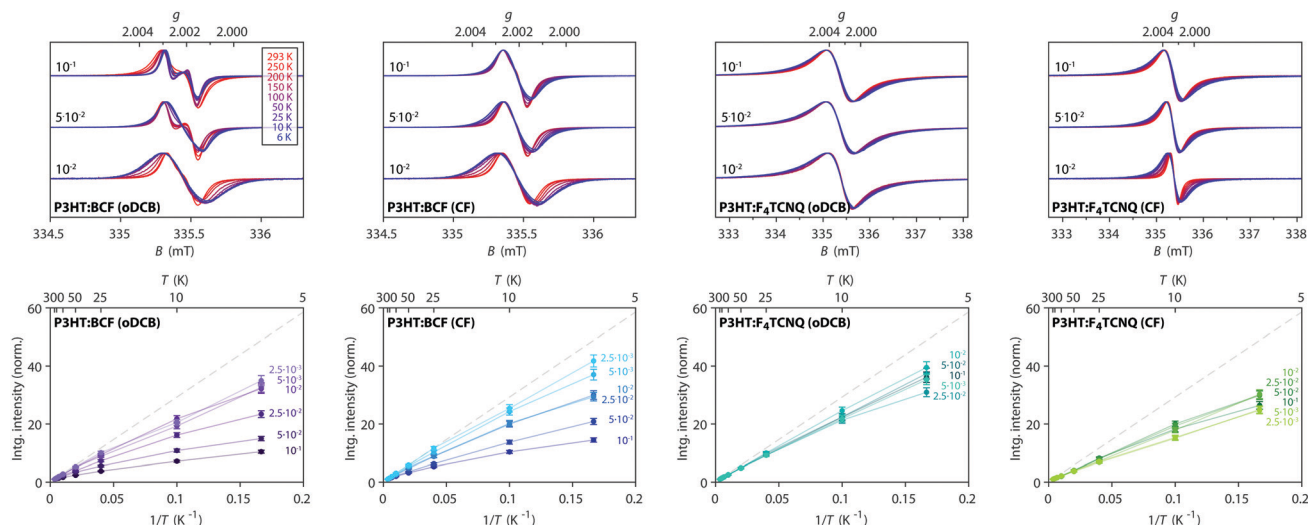 g
2.004 2.002 2.000
10⁻¹
5·10⁻²
10⁻²
293 K
250 K
200 K
150 K
100 K
50 K
25 K
10 K
6 K
P3HT:BCF (oDCB)
334.5 335 335.5 336
B (mT)
g
2.004 2.002 2.000
10⁻¹
5·10⁻²
10⁻²
P3HT:BCF (CF)
334.5 335 335.5 336
B (mT)
g
2.004 2.000
10⁻¹
5·10⁻²
10⁻²
P3HT:F₄TCNQ (oDCB)
333 334 335 336 337 338
B (mT)
g
2.004 2.000
10⁻¹
5·10⁻²
10⁻²
P3HT:F₄TCNQ (CF)
333 334 335 336 337 338
B (mT)
T (K)
300 50 25 10 5
P3HT:BCF (oDCB)
Intg. intensity (norm.)
60
40
20
0
2.5·10⁻³
5·10⁻³
10⁻²
2.5·10⁻²
5·10⁻²
10⁻¹
0 0.05 0.1 0.15 0.2
1/T (K⁻¹)
T (K)
300 50 25 10 5
P3HT:BCF (CF)
Intg. intensity (norm.)
60
40
20
0
2.5·10⁻³
5·10⁻³
10⁻²
2.5·10⁻²
5·10⁻²
10⁻¹
0 0.05 0.1 0.15 0.2
1/T (K⁻¹)
T (K)
300 50 25 10 5
P3HT:F₄TCNQ (oDCB)
Intg. intensity (norm.)
60
40
20
0
10⁻²
5·10⁻²
10⁻¹
5·10⁻³
2.5·10⁻²
0 0.05 0.1 0.15 0.2
1/T (K⁻¹)
T (K)
300 50 25 10 5
P3HT:F₄TCNQ (CF)
Intg. intensity (norm.)
60
40
20
0
10⁻²
2.5·10⁻²
5·10⁻²
10⁻¹
5·10⁻³
2.5·10⁻³
0 0.05 0.1 0.15 0.2
1/T (K⁻¹)